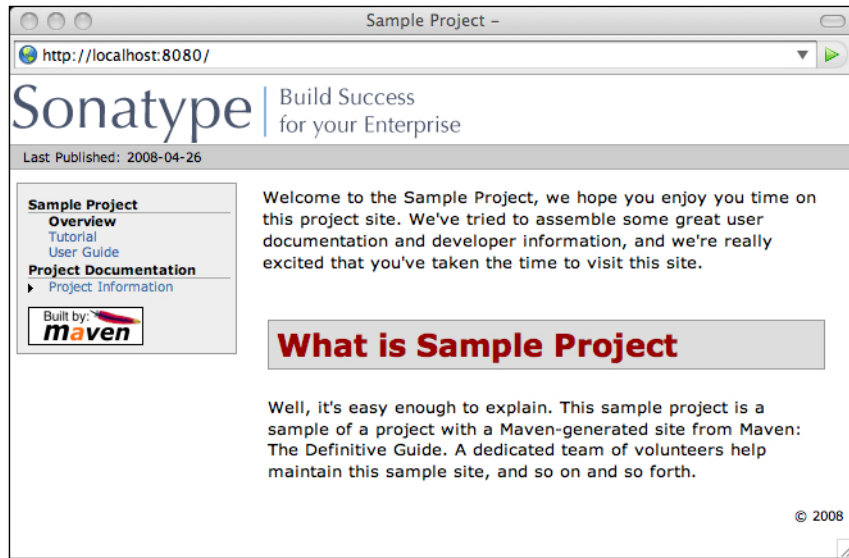 Sample Project –
http://localhost:8080/
Sonatype
Build Success
for your Enterprise
Last Published: 2008-04-26
Sample Project
Overview
Tutorial
User Guide
Project Documentation
Project Information
Built by:
maven
Welcome to the Sample Project, we hope you enjoy you time on
this project site. We've tried to assemble some great user
documentation and developer information, and we're really
excited that you've taken the time to visit this site.
What is Sample Project
Well, it's easy enough to explain. This sample project is a
sample of a project with a Maven-generated site from Maven:
The Definitive Guide. A dedicated team of volunteers help
maintain this sample site, and so on and so forth.
© 2008